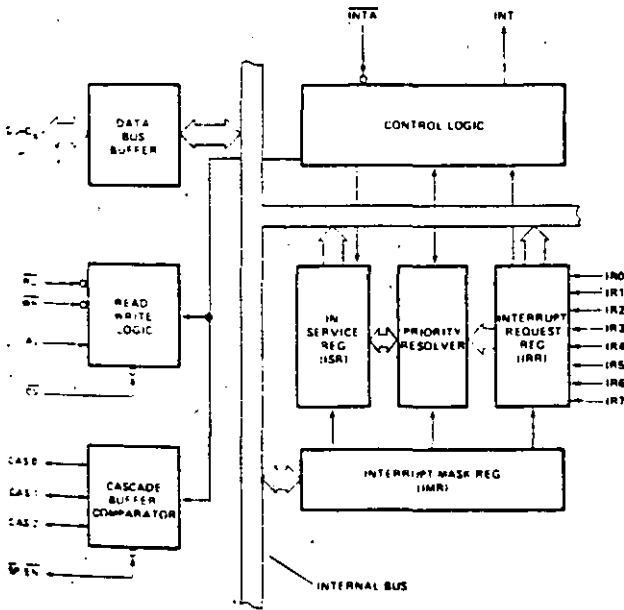 INTA
INT
DATA
BUS
BUFFER
CONTROL LOGIC
READ
WRITE
LOGIC
IN
SERVICE
REG
(ISR)
PRIORITY
RESOLVER
INTERRUPT
REQUEST
REG
(IRR)
IR0
IR1
IR2
IR3
IR4
IR5
IR6
IR7
CAS 0
CAS 1
CAS 2
CASCADE
BUFFER
COMPARATOR
INTERRUPT MASK REG
(IMR)
INTERNAL BUS